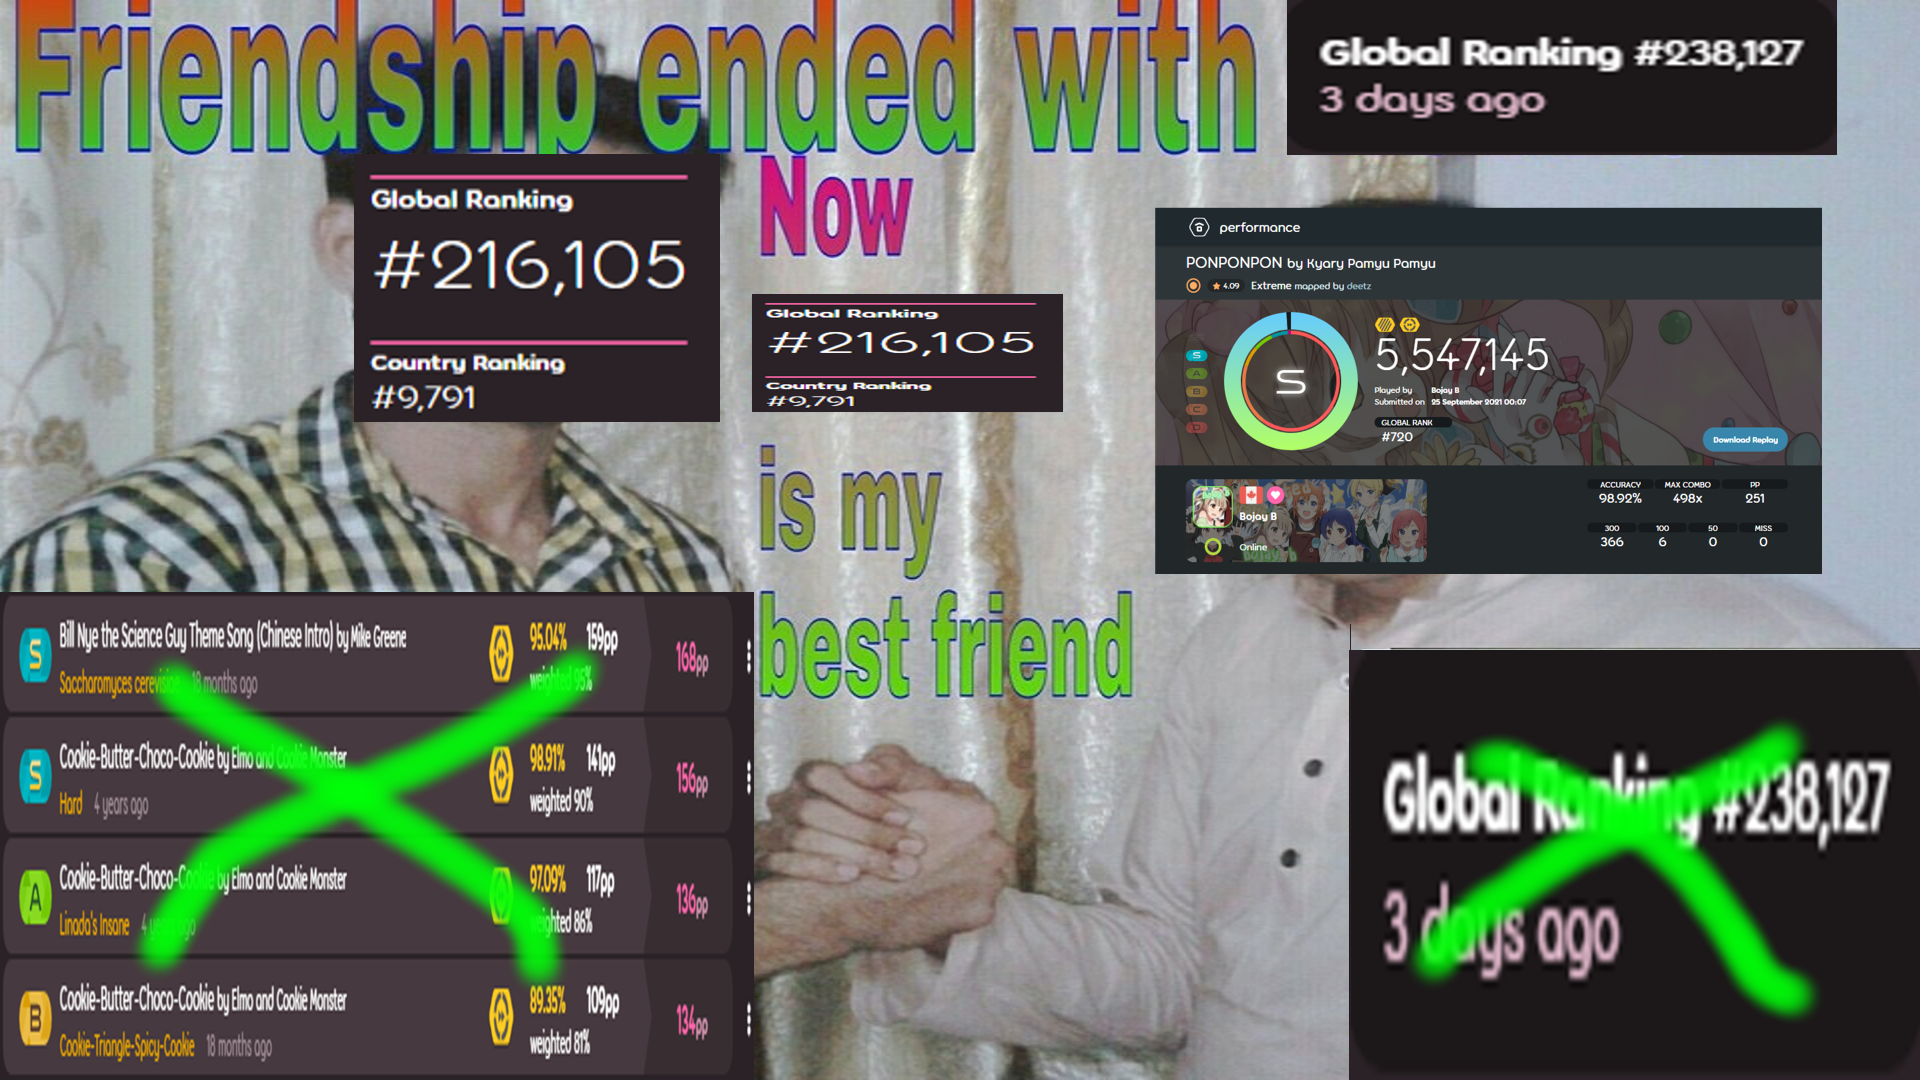 Friendship ended with
Global Ranking #238,127
3 days ago
Now
Global Ranking
#216,105
Country Ranking
#9,791
Global Ranking
#216,105
Country Ranking
#9,791
is my
best friend
performance
PONPONPON by Kyary Pamyu Pamyu
4.09 Extreme mapped by deetz
S
A
B
C
D
S
5,547,145
Played by Bojay B
Submitted on 25 September 2021 00:07
GLOBAL RANK
#720
Download Replay
Bojay B
Online
ACCURACY MAX COMBO PP
98.92% 498x 251
300 100 50 MISS
366 6 0 0
S Bill Nye the Science Guy Theme Song (Chinese Intro) by Mike Greene 95.04% 159pp 168pp
Saccharomyces cerevisiae 18 months ago weighted 95%
S Cookie-Butter-Choco-Cookie by Elmo and Cookie Monster 98.91% 141pp 156pp
Hard 4 years ago weighted 90%
A Cookie-Butter-Choco-Cookie by Elmo and Cookie Monster 97.09% 117pp 136pp
Linada's Insane 4 years ago weighted 86%
B Cookie-Butter-Choco-Cookie by Elmo and Cookie Monster 89.35% 109pp 134pp
Cookie-Triangle-Spicy-Cookie 18 months ago weighted 81%
Global Ranking #238,127
3 days ago